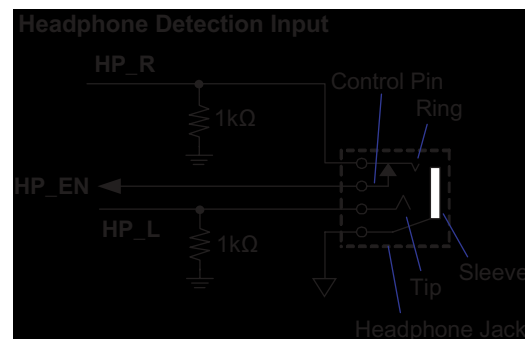 Headphone Detection Input
HP_R
Control Pin
Ring
1kΩ
HP_EN
HP_L
1kΩ
Sleeve
Tip
Headphone Jack